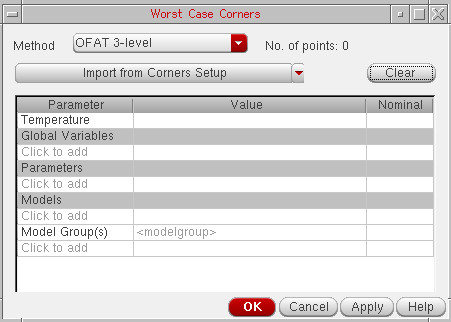 Worst Case Corners
Method OFAT 3-level No. of points: 0
Import from Corners Setup Clear
Parameter Value Nominal
Temperature
Global Variables
Click to add
Parameters
Click to add
Models
Click to add
Model Group(s) <modelgroup>
Click to add
OK Cancel Apply Help